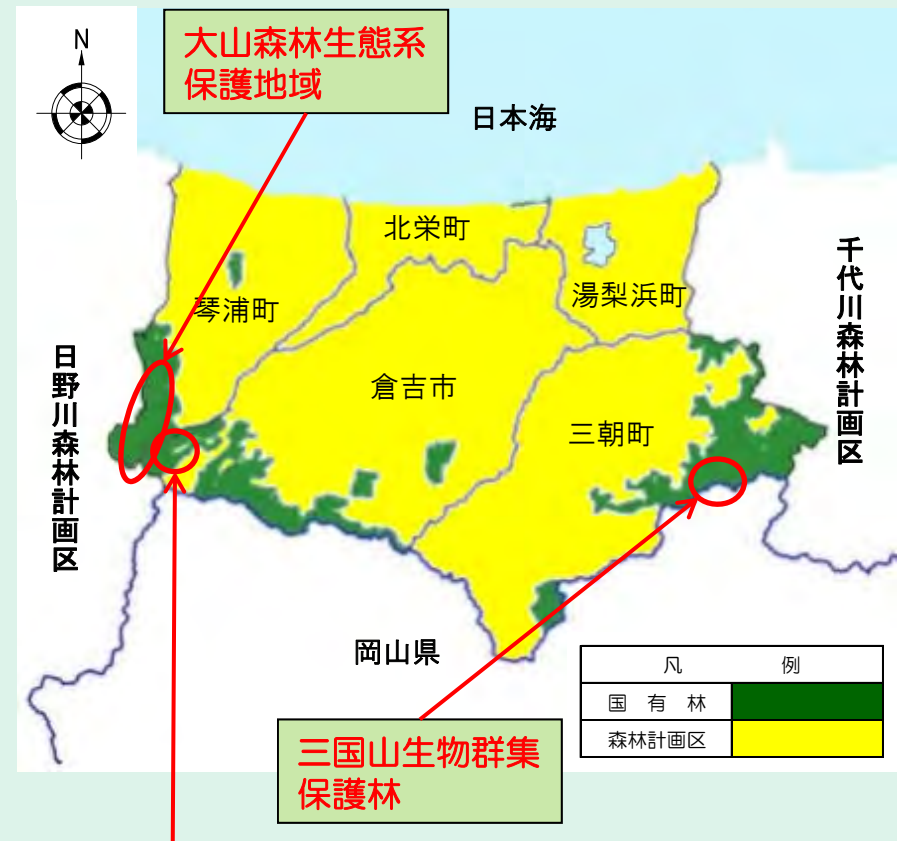 大山森林生態系
保護地域
N
日本海
北栄町
琴浦町
湯梨浜町
千代川森林計画区
日野川森林計画区
倉吉市
三朝町
岡山県
凡 例
国 有 林
森林計画区
三国山生物群集
保護林